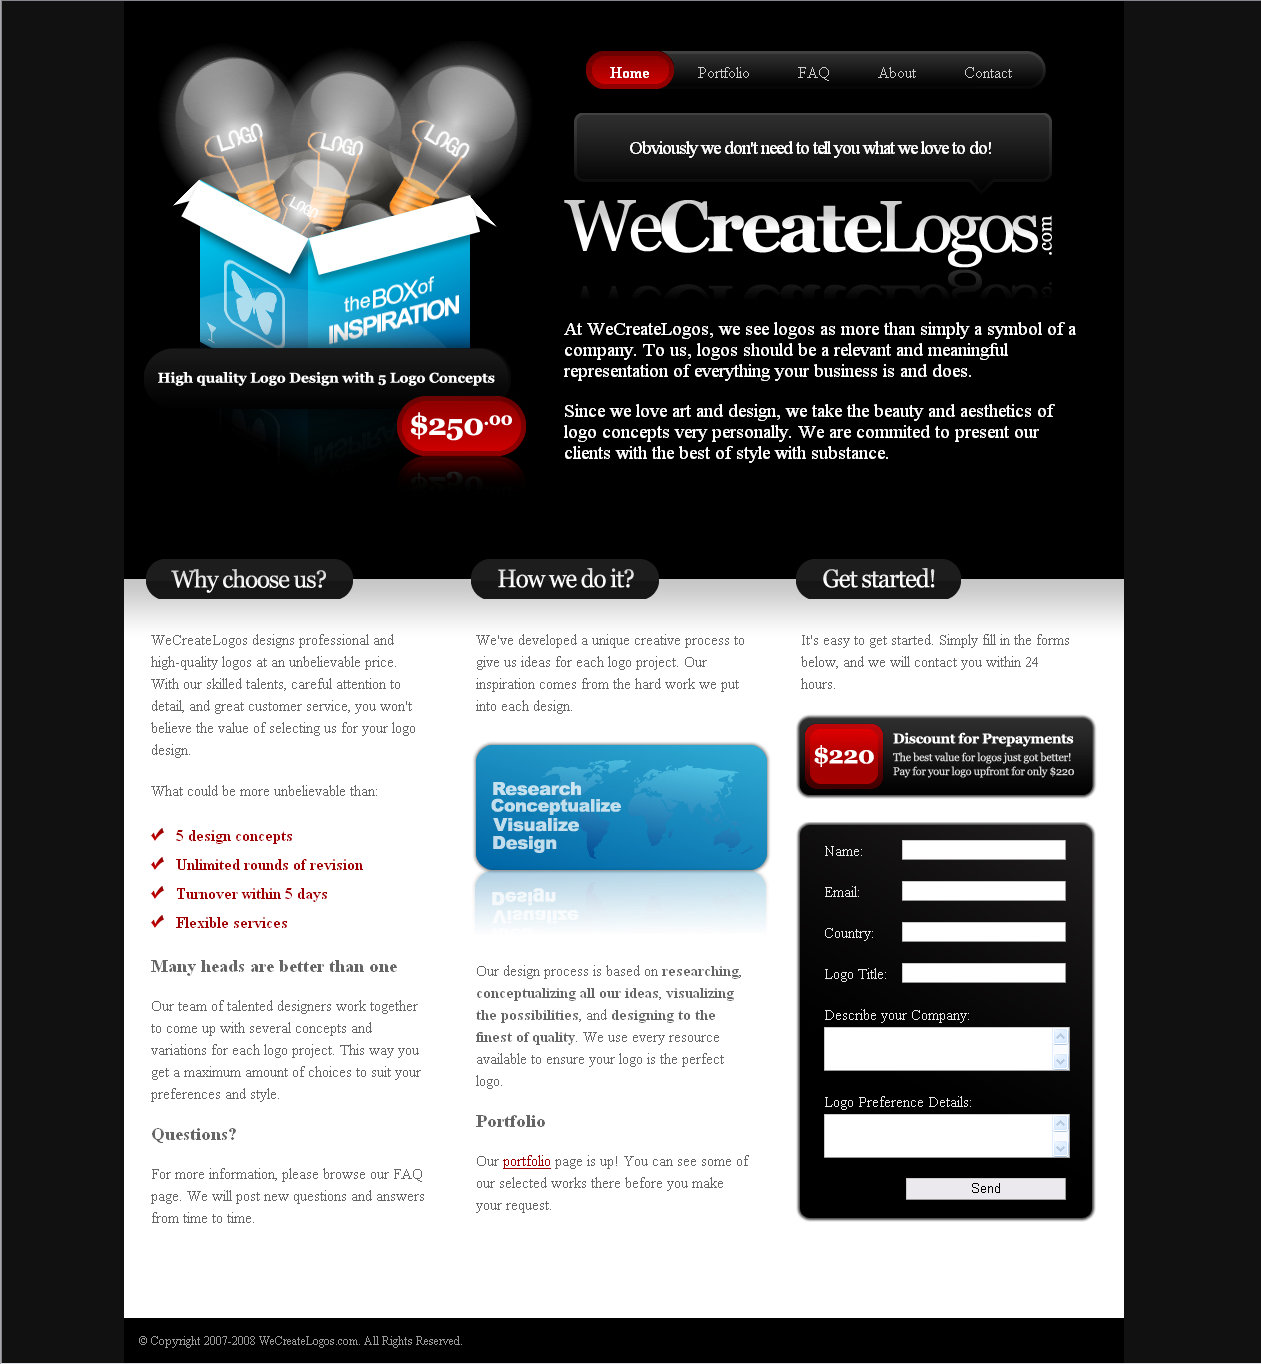 Home
Portfolio
FAQ
About
Contact
Obviously we don't need to tell you what we love to do!
WeCreateLogos.com
LOGO
LOGO
LOGO
LOGO
the BOX of
INSPIRATION
High quality Logo Design with 5 Logo Concepts
$250.00
At WeCreateLogos, we see logos as more than simply a symbol of a
company. To us, logos should be a relevant and meaningful
representation of everything your business is and does.
Since we love art and design, we take the beauty and aesthetics of
logo concepts very personally. We are commited to present our
clients with the best of style with substance.
Why choose us?
WeCreateLogos designs professional and
high-quality logos at an unbelievable price.
With our skilled talents, careful attention to
detail, and great customer service, you won't
believe the value of selecting us for your logo
design.
What could be more unbelievable than:
5 design concepts
Unlimited rounds of revision
Turnover within 5 days
Flexible services
Many heads are better than one
Our team of talented designers work together
to come up with several concepts and
variations for each logo project. This way you
get a maximum amount of choices to suit your
preferences and style.
Questions?
For more information, please browse our FAQ
page. We will post new questions and answers
from time to time.
How we do it?
We've developed a unique creative process to
give us ideas for each logo project. Our
inspiration comes from the hard work we put
into each design.
Research
Conceptualize
Visualize
Design
Our design process is based on researching,
conceptualizing all our ideas, visualizing
the possibilities, and designing to the
finest of quality. We use every resource
available to ensure your logo is the perfect
logo.
Portfolio
Our portfolio page is up! You can see some of
our selected works there before you make
your request.
Get started!
It's easy to get started. Simply fill in the forms
below, and we will contact you within 24
hours.
$220
Discount for Prepayments
The best value for logos just got better!
Pay for your logo upfront for only $220
Name:
Email:
Country:
Logo Title:
Describe your Company:
Logo Preference Details:
Send
© Copyright 2007-2008 WeCreateLogos.com. All Rights Reserved.